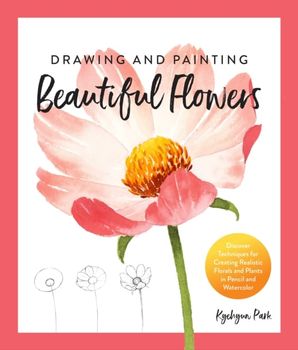 DRAWING AND PAINTING
Beautiful Flowers
Discover
Techniques for
Creating Realistic
Florals and Plants
in Pencil and
Watercolor
Kyehyun Park